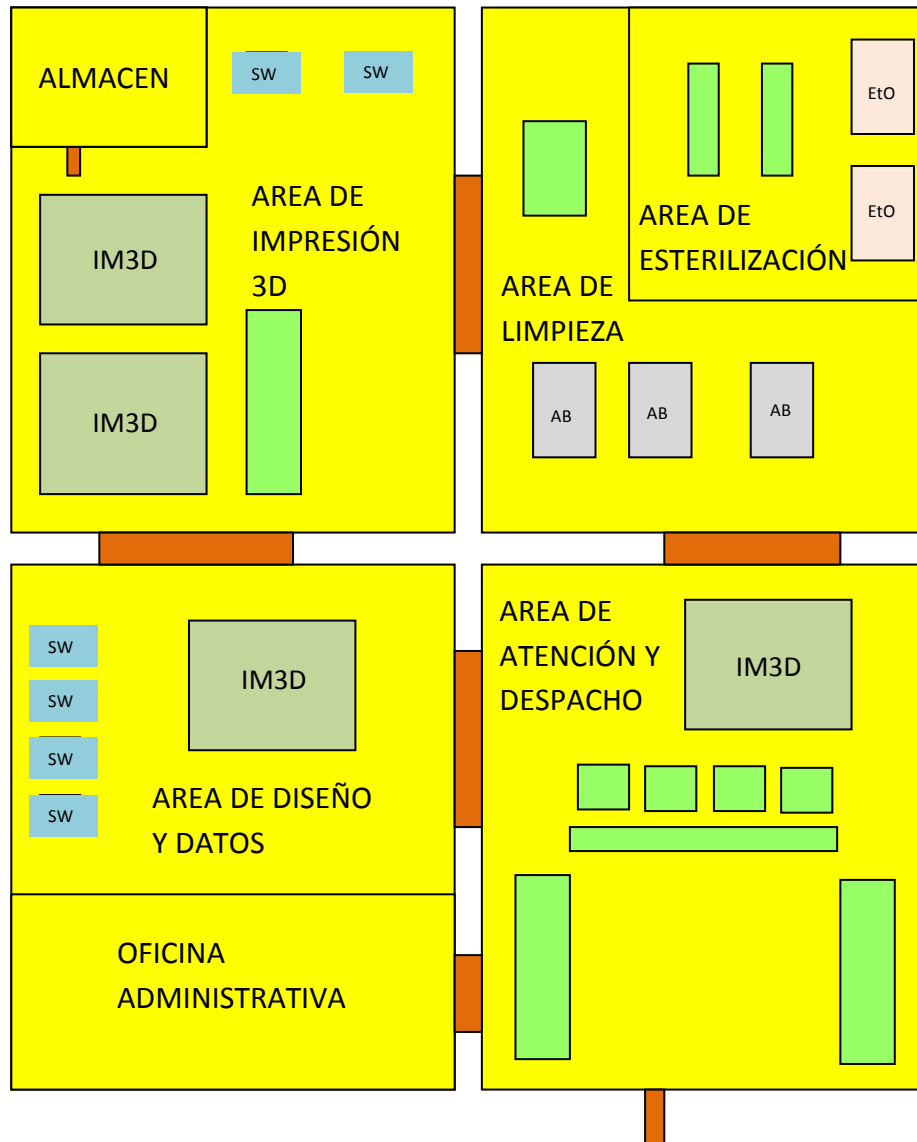 ALMACEN
SW
SW
AREA DE
IMPRESIÓN
3D
IM3D
IM3D
EtO
EtO
AREA DE
ESTERILIZACIÓN
AREA DE
LIMPIEZA
AB
AB
AB
SW
SW
SW
SW
IM3D
AREA DE DISEÑO
Y DATOS
AREA DE
ATENCIÓN Y
DESPACHO
IM3D
OFICINA
ADMINISTRATIVA